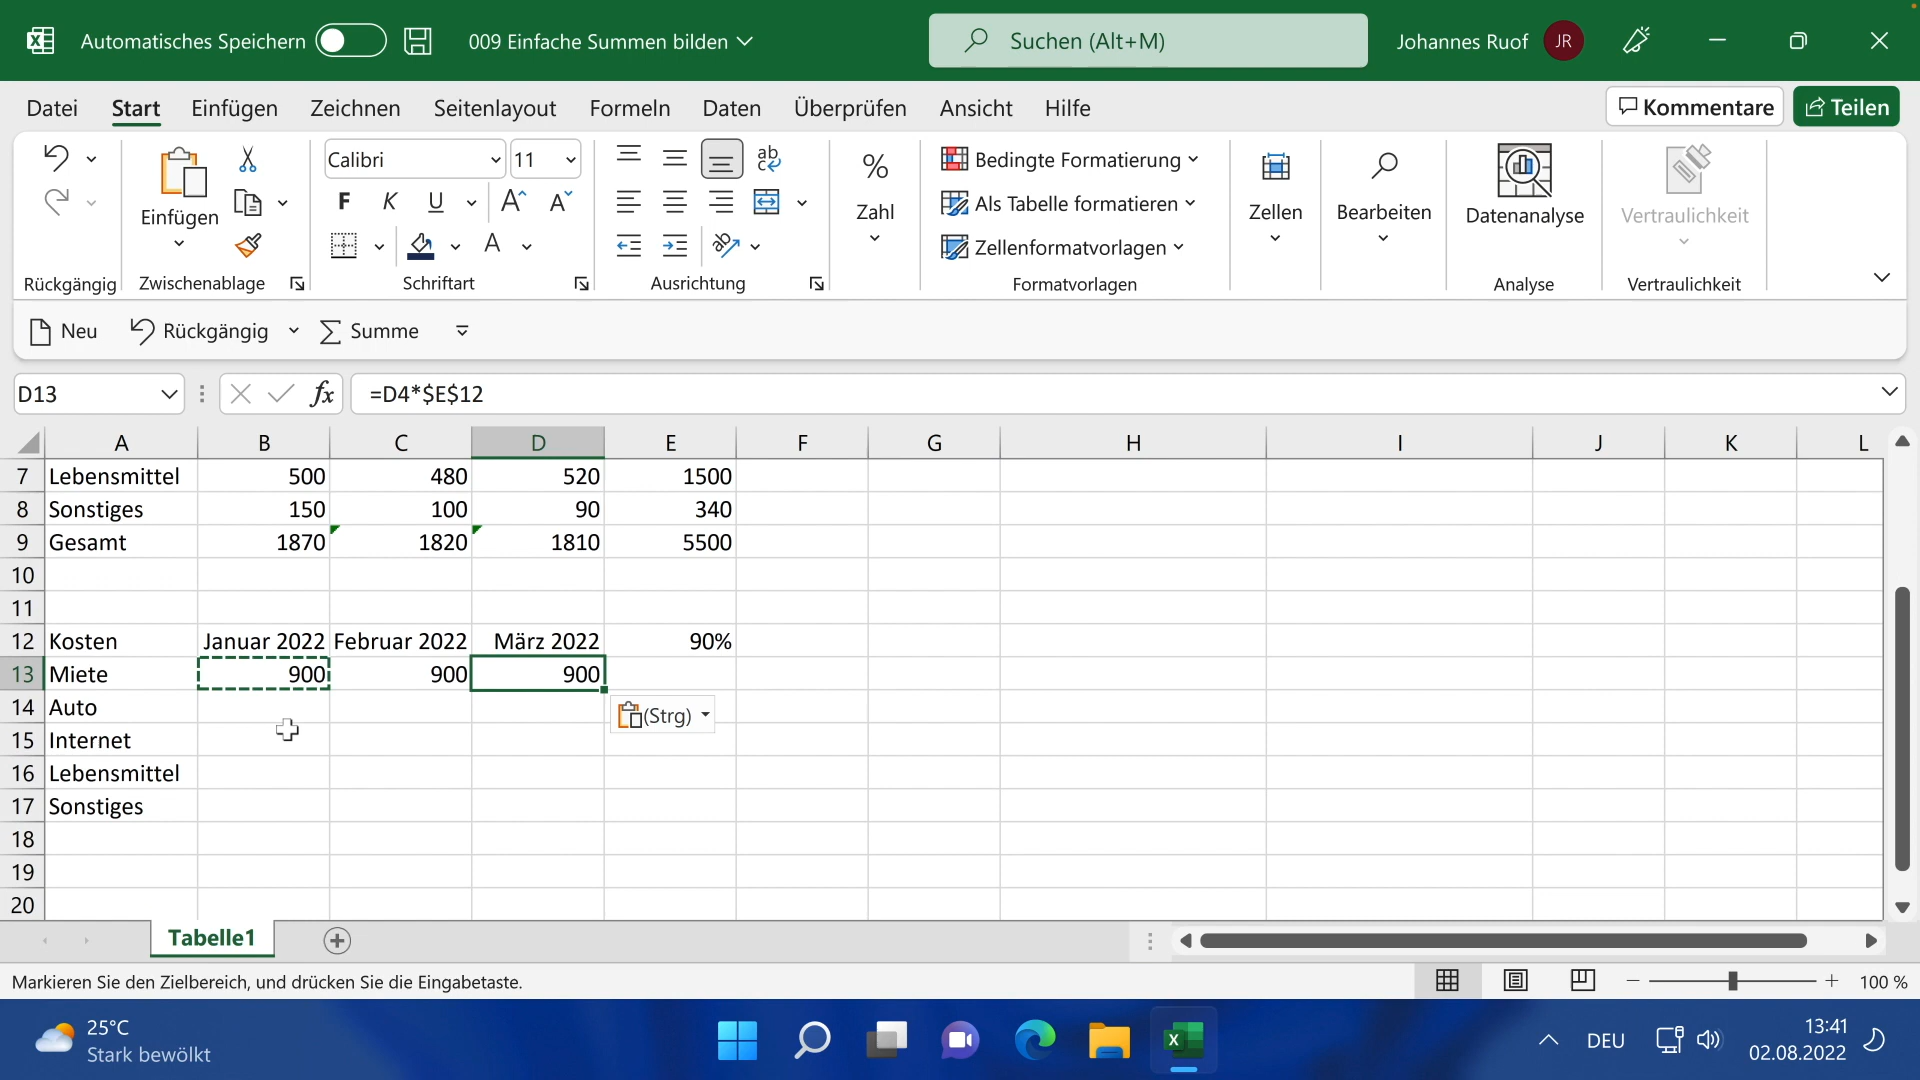 Automatisches Speichern
009 Einfache Summen bilden
Suchen (Alt+M)
Johannes Ruof
JR
Datei Start Einfügen Zeichnen Seitenlayout Formeln Daten Überprüfen Ansicht Hilfe
Kommentare
Teilen
Rückgängig
Einfügen
Zwischenablage
Calibri 11
F K U A A
A
Schriftart
ab
Ausrichtung
%
Zahl
Bedingte Formatierung
Als Tabelle formatieren
Zellenformatvorlagen
Formatvorlagen
Zellen
Bearbeiten
Datenanalyse
Analyse
Vertraulichkeit
Vertraulichkeit
Neu Rückgängig Summe
D13 fx =D4*$E$12
A B C D E F G H I J K L
7 Lebensmittel 500 480 520 1500
8 Sonstiges 150 100 90 340
9 Gesamt 1870 1820 1810 5500
10
11
12 Kosten Januar 2022 Februar 2022 März 2022 90%
13 Miete 900 900 900
14 Auto
(Strg)
15 Internet
16 Lebensmittel
17 Sonstiges
18
19
20
Tabelle1
Markieren Sie den Zielbereich, und drücken Sie die Eingabetaste.
100 %
25°C
Stark bewölkt
DEU
13:41
02.08.2022